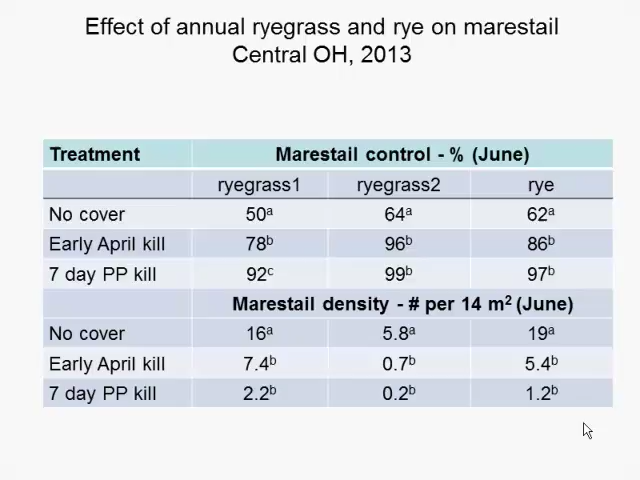 Effect of annual ryegrass and rye on marestail
Central OH, 2013
Treatment Marestail control - % (June)
ryegrass1 ryegrass2 rye
No cover 50ᵃ 64ᵃ 62ᵃ
Early April kill 78ᵇ 96ᵇ 86ᵇ
7 day PP kill 92ᶜ 99ᵇ 97ᵇ
Marestail density - # per 14 m² (June)
No cover 16ᵃ 5.8ᵃ 19ᵃ
Early April kill 7.4ᵇ 0.7ᵇ 5.4ᵇ
7 day PP kill 2.2ᵇ 0.2ᵇ 1.2ᵇ